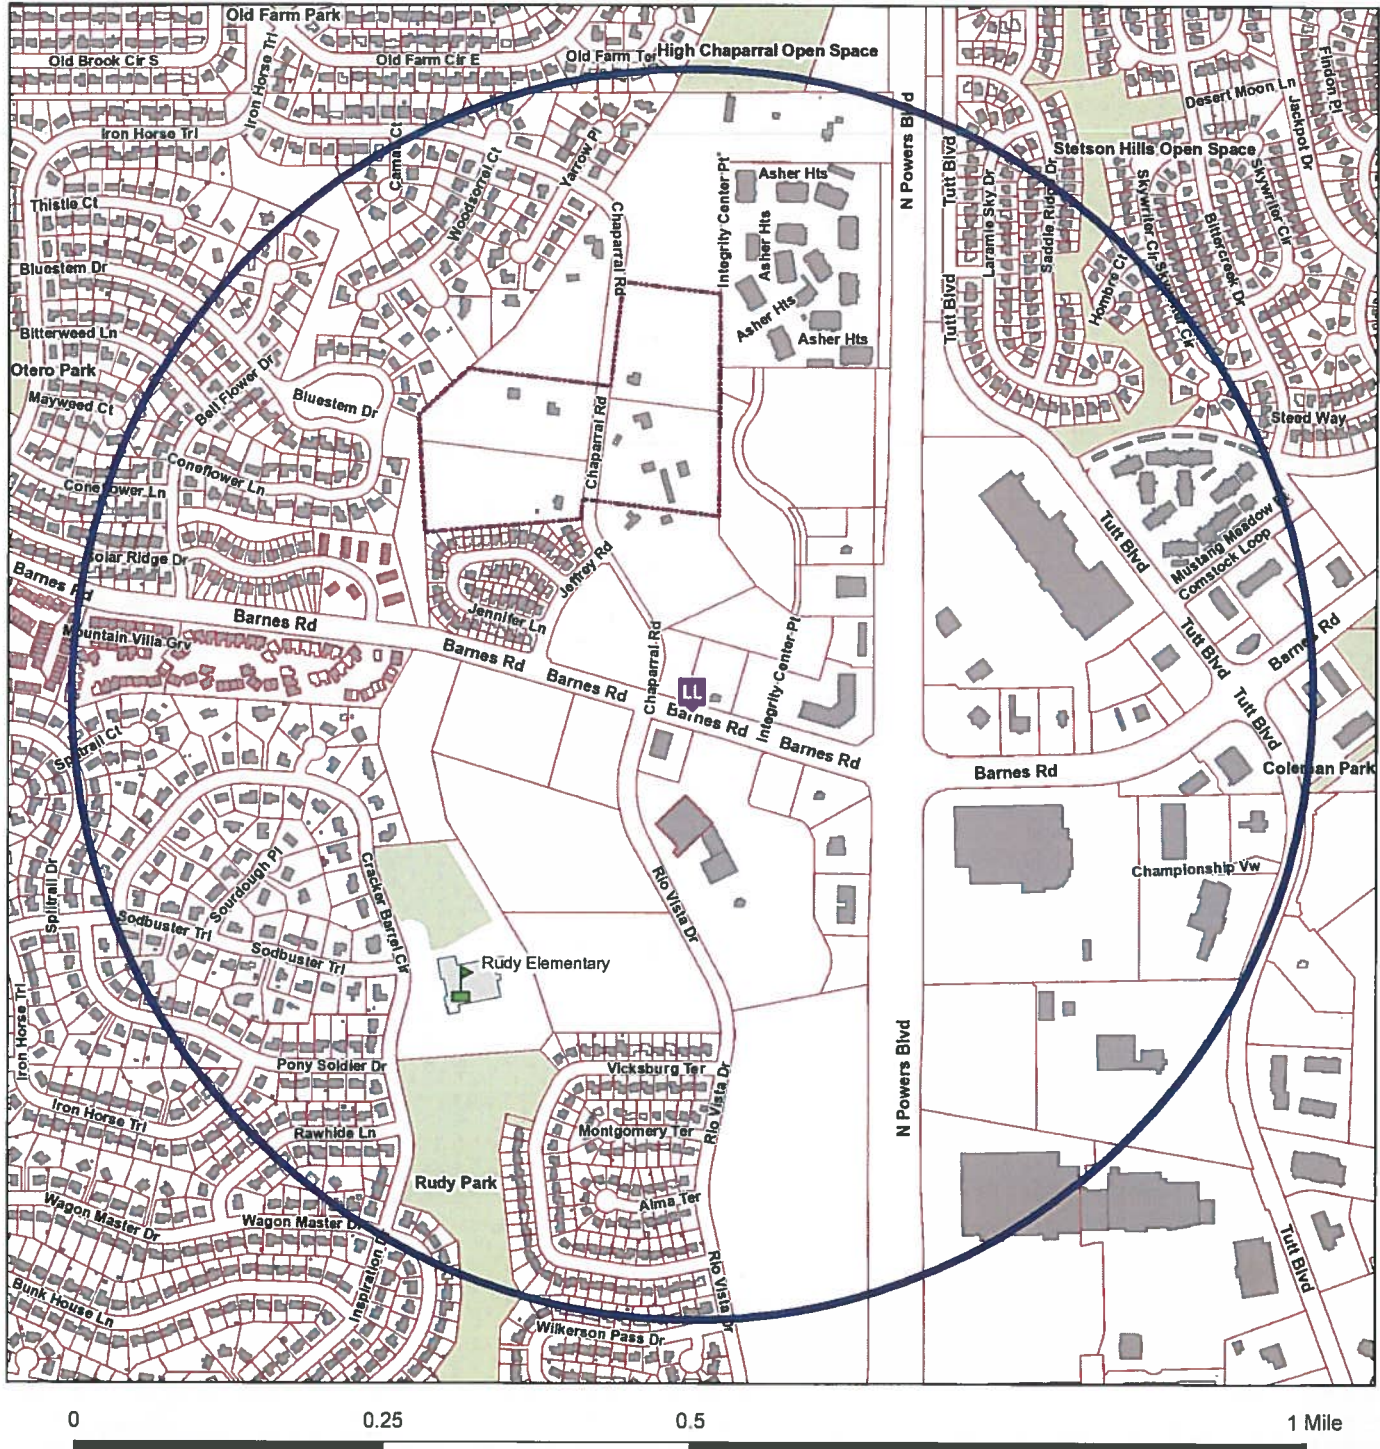 Old Farm Park
Old Brook Cir S
Iron Horse Trl
Old Farm Cir E
Old Farm Ter
High Chaparral Open Space
Findon Pl
Desert Moon Ln
Jackpot Dr
Iron Horse Trl
Camal Ct
Woodsorrel Ct
Yarrow Pl
Integrity Center Pt
Asher Hts
N Powers Blvd
Tutt Blvd
Laramie Sky Dr
Saddle Ridge Dr
Stetson Hills Open Space
Skywriter Cir
Skywriter Cir
Skywriter Cir
Bittercreek Dr
Thistle Ct
Chaparral Rd
Asher Hts
Bluestem Dr
Hombre Ct
Asher Hts
Asher Hts
Tutt Blvd
Bitterweed Ln
Otero Park
Mayweed Ct
Bell Flower Dr
Bluestem Dr
Chaparral Rd
Steed Way
Coneflower Ln
Coneflower Ln
Mustang Meadow
Comstock Loop
Tutt Blvd
Solar Ridge Dr
Barnes Rd
Jeffrey Rd
Jennifer Ln
Barnes Rd
Mountain Villa Grv
Barnes Rd
Barnes Rd
Chaparral Rd
LL
Barnes Rd
Integrity Center Pt
Barnes Rd
Tutt Blvd
Barnes Rd
Tutt Blvd
Barnes Rd
Coleman Park
Splitrail Ct
Splitrail Dr
Sourdough Pl
Cracker Barrel Cir
Rio Vista Dr
Championship Vw
Sodbuster Trl
Sodbuster Trl
Rudy Elementary
Iron Horse Trl
Pony Soldier Dr
Vicksburg Ter
Rio Vista Dr
N Powers Blvd
Iron Horse Trl
Rawhide Ln
Montgomery Ter
Rudy Park
Alma Ter
Wagon Master Dr
Wagon Master Dr
Inspiration Dr
Rio Vista Dr
Tutt Blvd
Bunk House Ln
Wilkerson Pass Dr
0 0.25 0.5 1 Mile